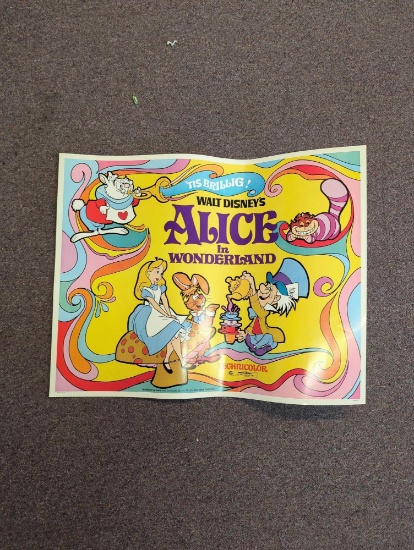 'TIS BRILLIG!
WALT DISNEY'S
ALICE
In
WONDERLAND
TECHNICOLOR